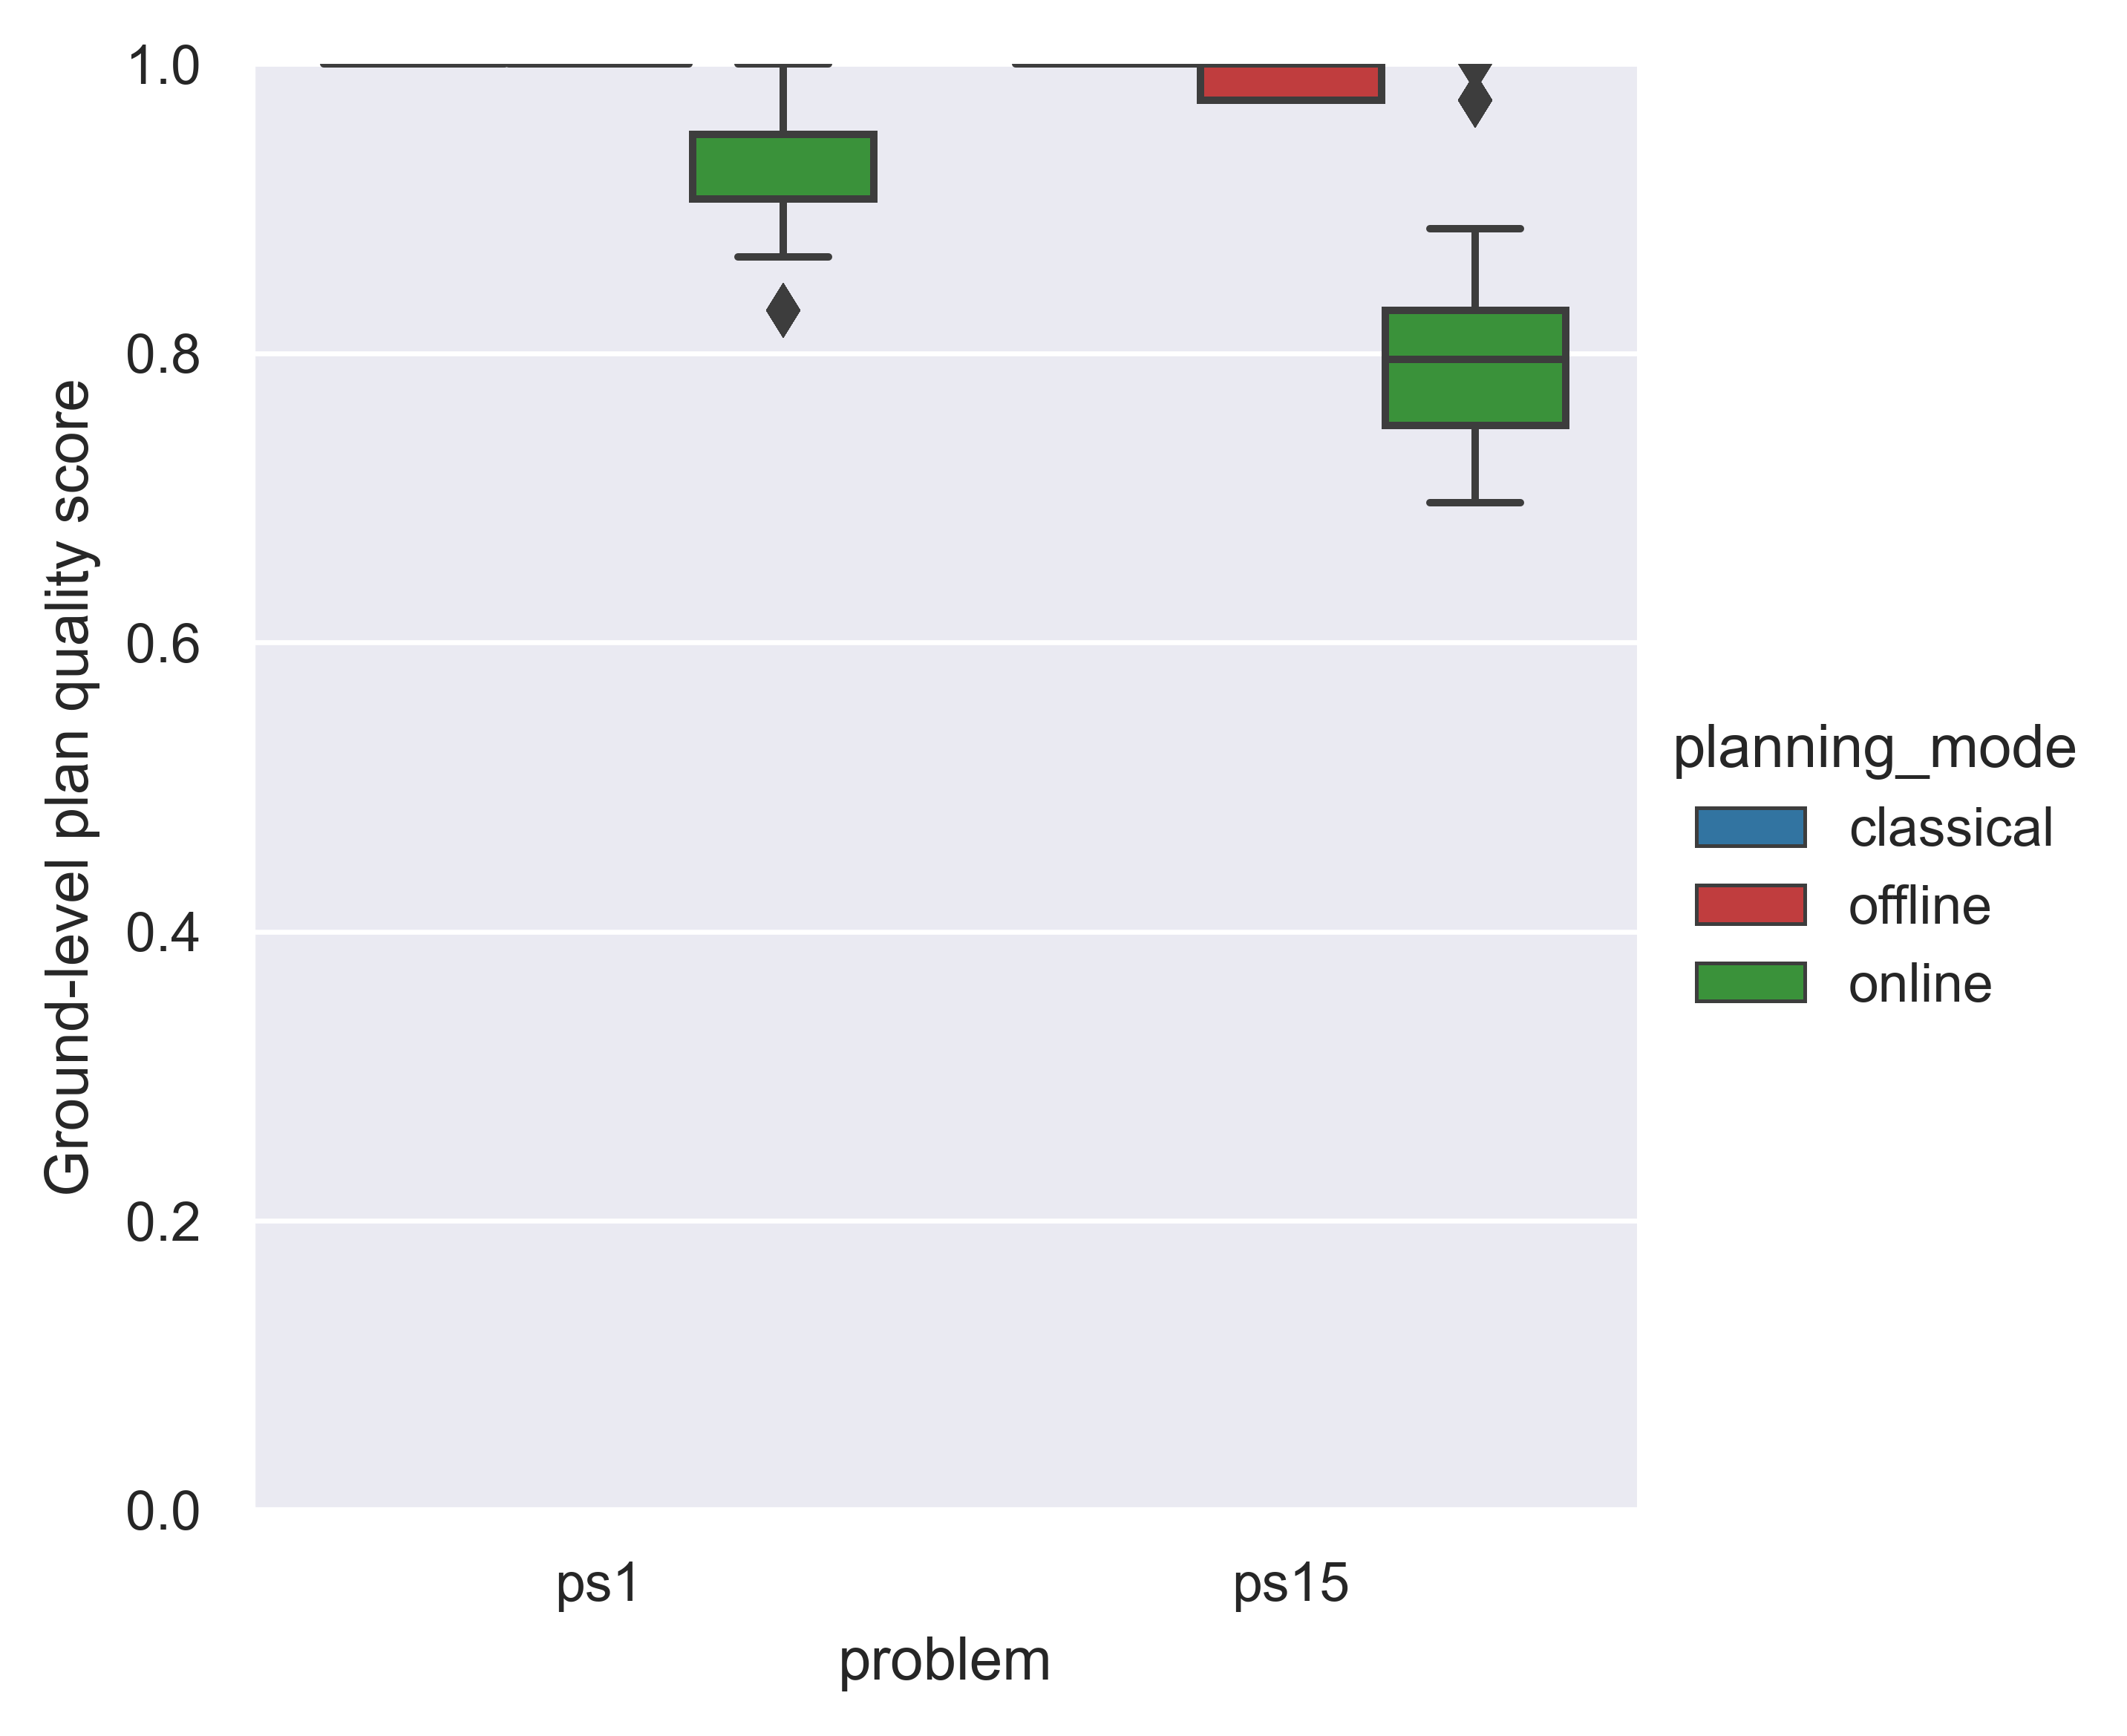 Ground-level plan quality score
1.0
0.8
0.6
0.4
0.2
0.0
ps1
ps15
problem
planning_mode
classical
offline
online